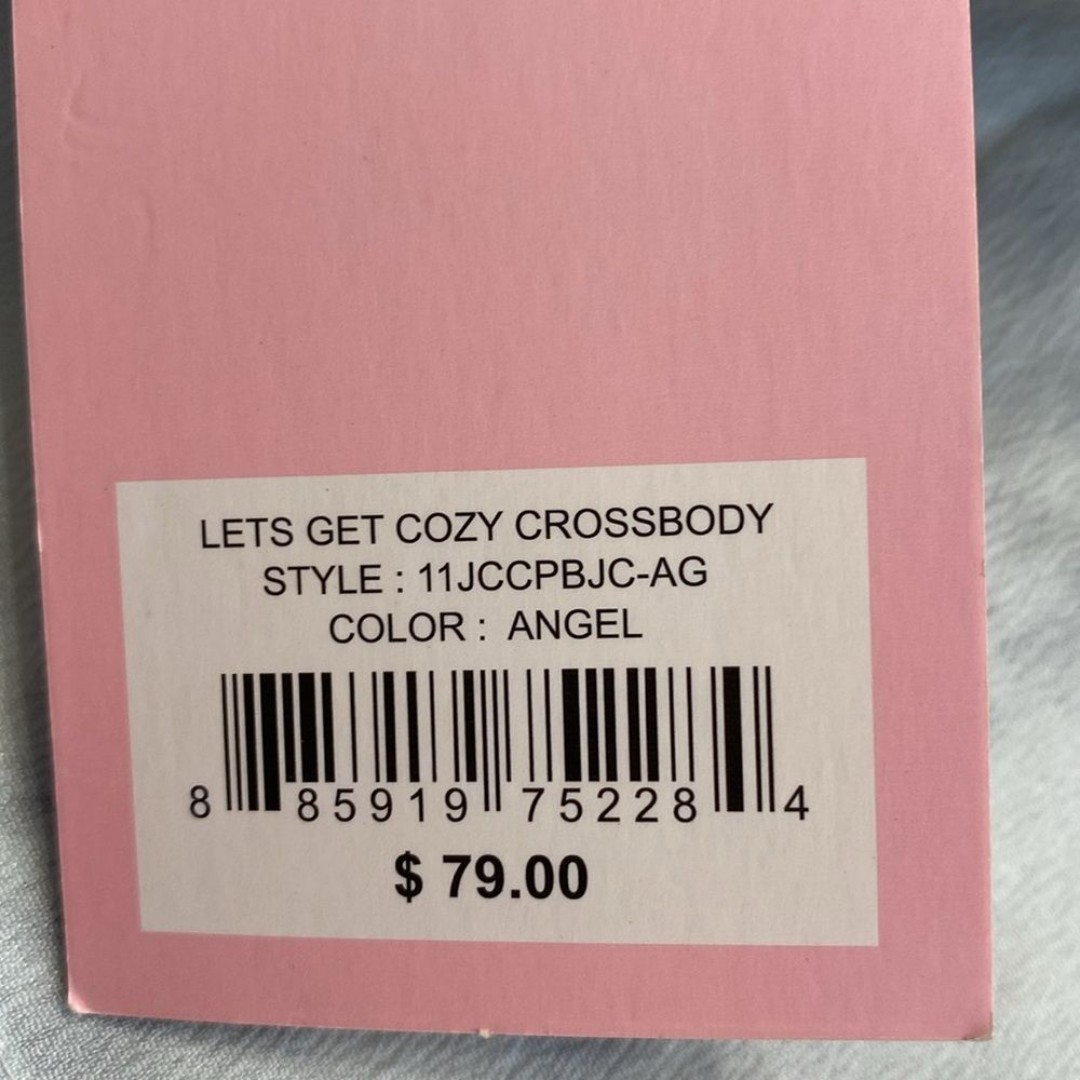 LETS GET COZY CROSSBODY
STYLE : 11JCCPBJC-AG
COLOR : ANGEL
8 85919 75228 4
$ 79.00